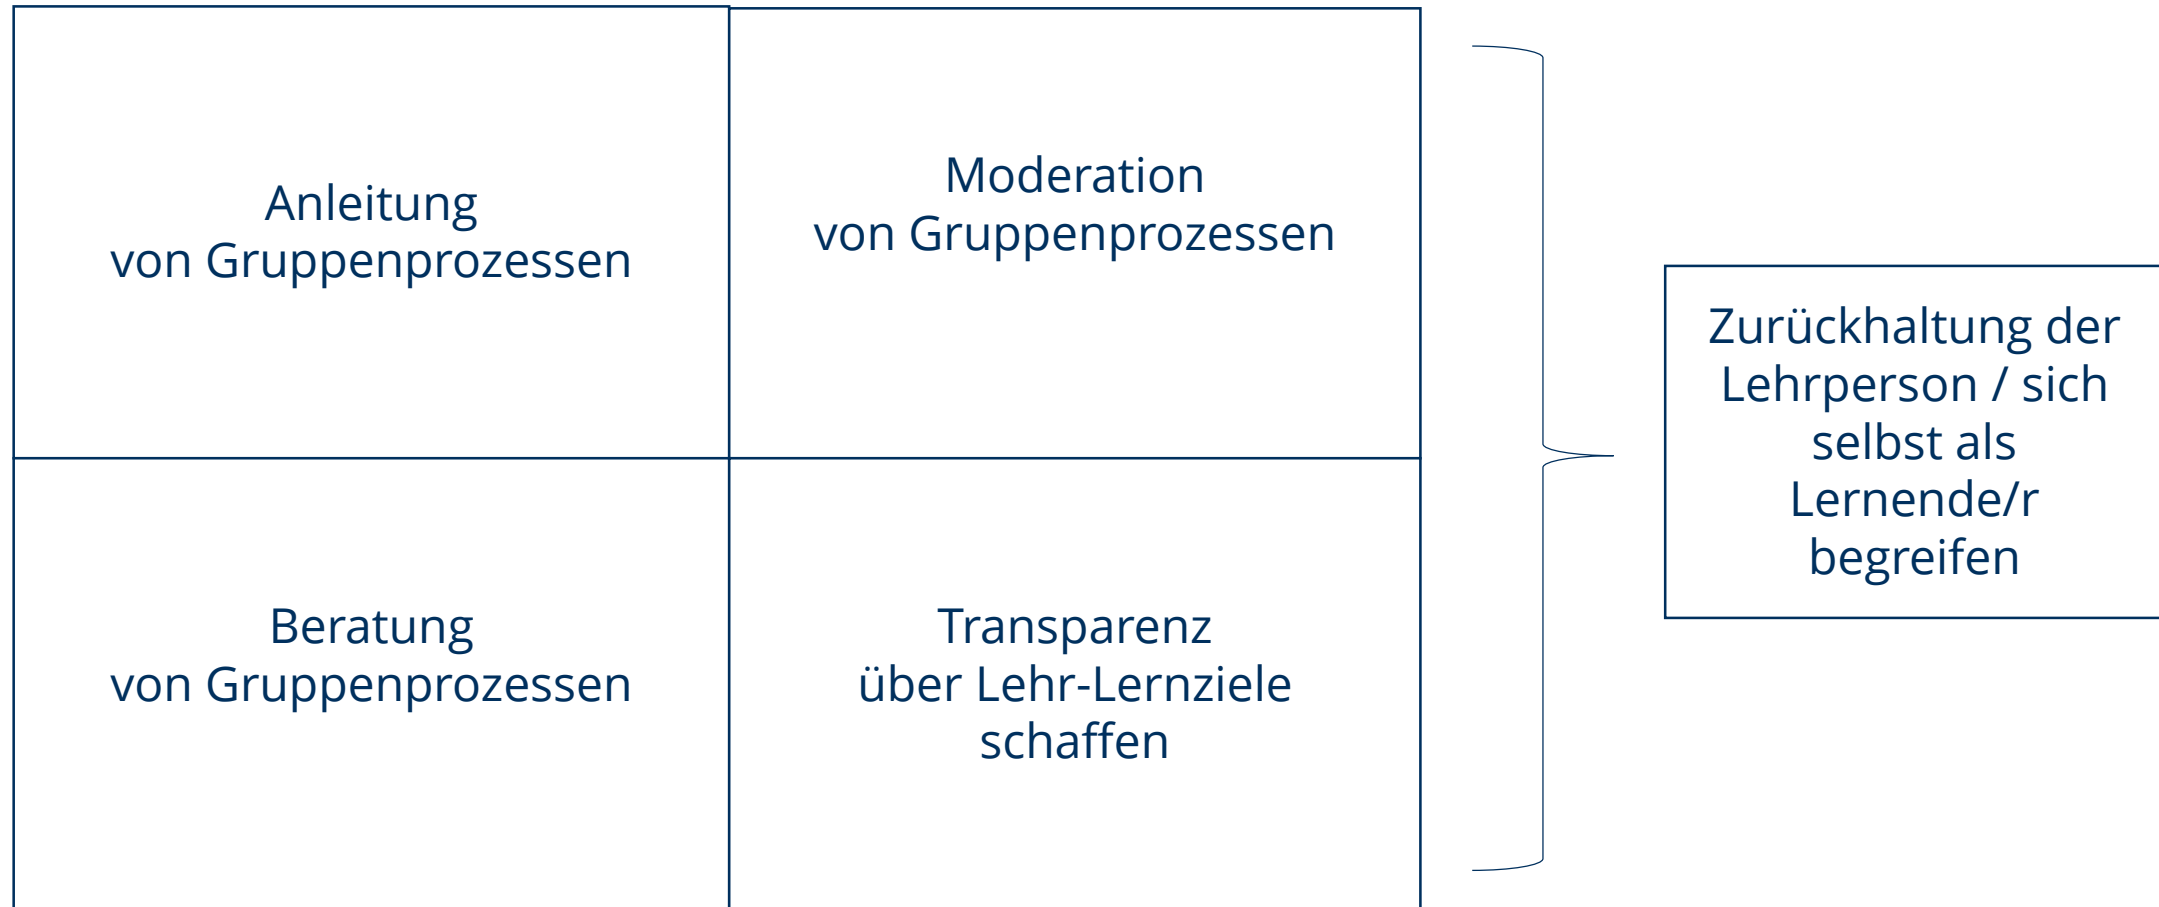 Anleitung
von Gruppenprozessen
Moderation
von Gruppenprozessen
Beratung
von Gruppenprozessen
Transparenz
über Lehr-Lernziele
schaffen
Zurückhaltung der
Lehrperson / sich
selbst als
Lernende/r
begreifen